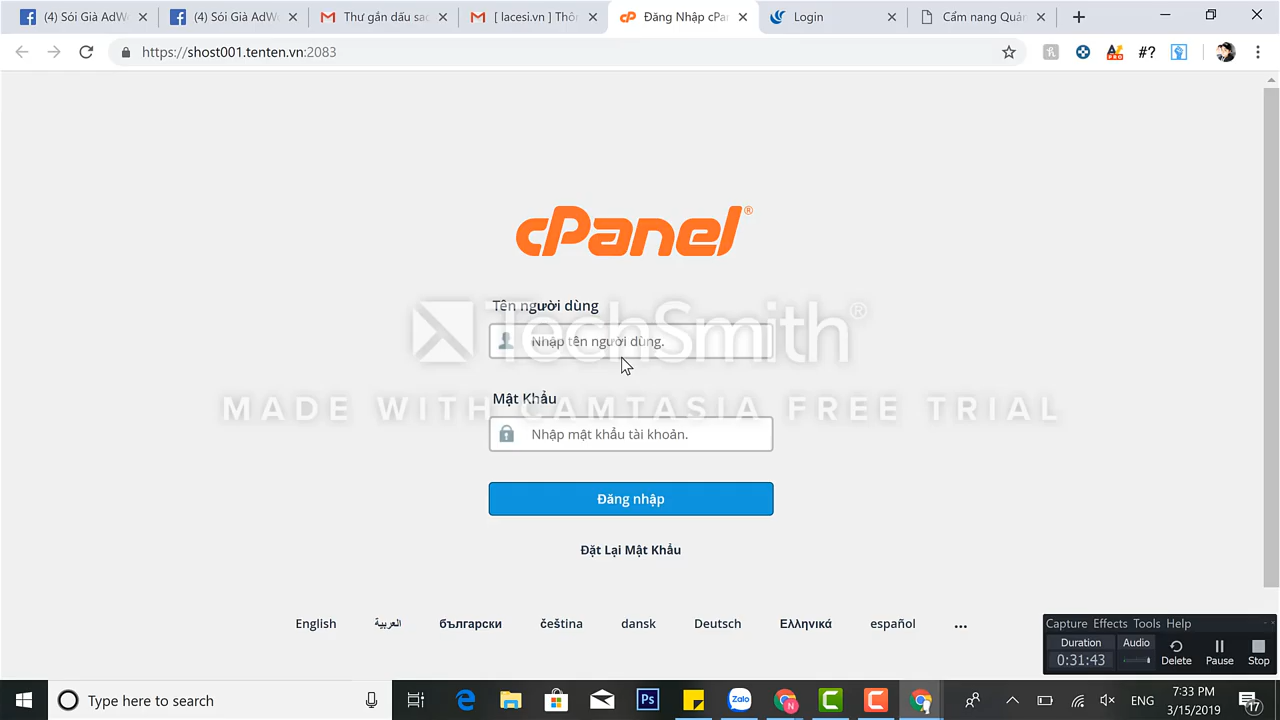 (4) Sói Già AdW
(4) Sói Già AdW
Thư gắn dấu sao
[ lacesi.vn ] Thôn
Đăng Nhập cPan
Login
Cẩm nang Quản
https://shost001.tenten.vn:2083
#?
PRO
cPanel®
Tên người dùng
TechSmith®
Nhập tên người dùng.
Mật Khẩu
MADE WITH CAMTASIA FREE TRIAL
Nhập mật khẩu tài khoản.
Đăng nhập
Đặt Lại Mật Khẩu
English العربية български čeština dansk Deutsch Ελληνικά español ...
Capture Effects Tools Help
Duration Audio
0:31:43 Delete Pause Stop
Type here to search
Ps
Zalo
N
ENG
7:33 PM
3/15/2019
17